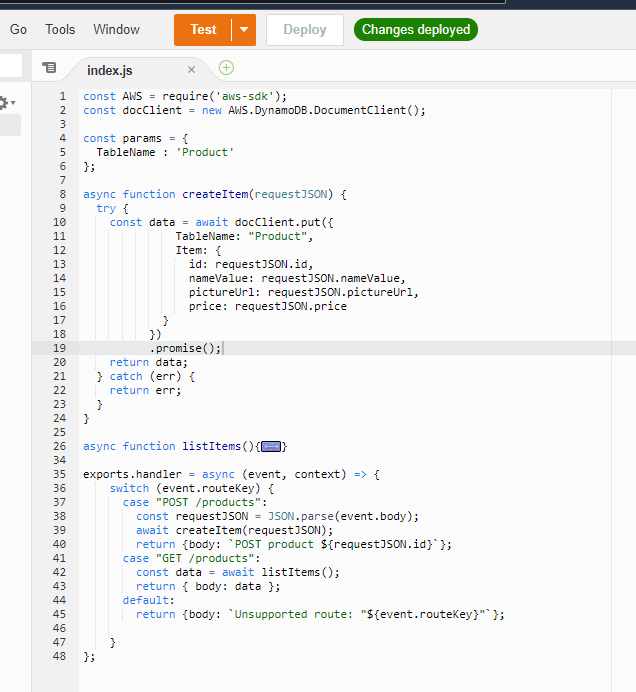 Go Tools Window Test Deploy Changes deployed
index.js
1 const AWS = require('aws-sdk');
2 const docClient = new AWS.DynamoDB.DocumentClient();
3
4 const params = {
5 TableName : 'Product'
6 };
7
8 async function createItem(requestJSON) {
9 try {
10 const data = await docClient.put({
11 TableName: "Product",
12 Item: {
13 id: requestJSON.id,
14 nameValue: requestJSON.nameValue,
15 pictureUrl: requestJSON.pictureUrl,
16 price: requestJSON.price
17 }
18 })
19 .promise();
20 return data;
21 } catch (err) {
22 return err;
23 }
24 }
25
26 async function listItems(){}
34
35 exports.handler = async (event, context) => {
36 switch (event.routeKey) {
37 case "POST /products":
38 const requestJSON = JSON.parse(event.body);
39 await createItem(requestJSON);
40 return {body: `POST product ${requestJSON.id}`};
41 case "GET /products":
42 const data = await listItems();
43 return { body: data };
44 default:
45 return {body: `Unsupported route: "${event.routeKey}"`};
46
47 }
48 };